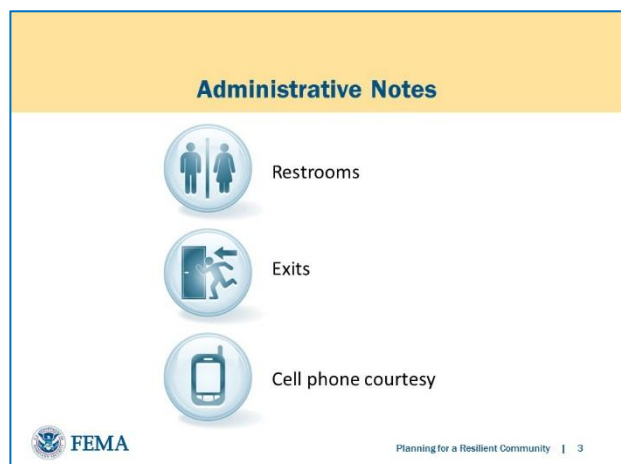 Administrative Notes
Restrooms
Exits
Cell phone courtesy
FEMA
Planning for a Resilient Community | 3